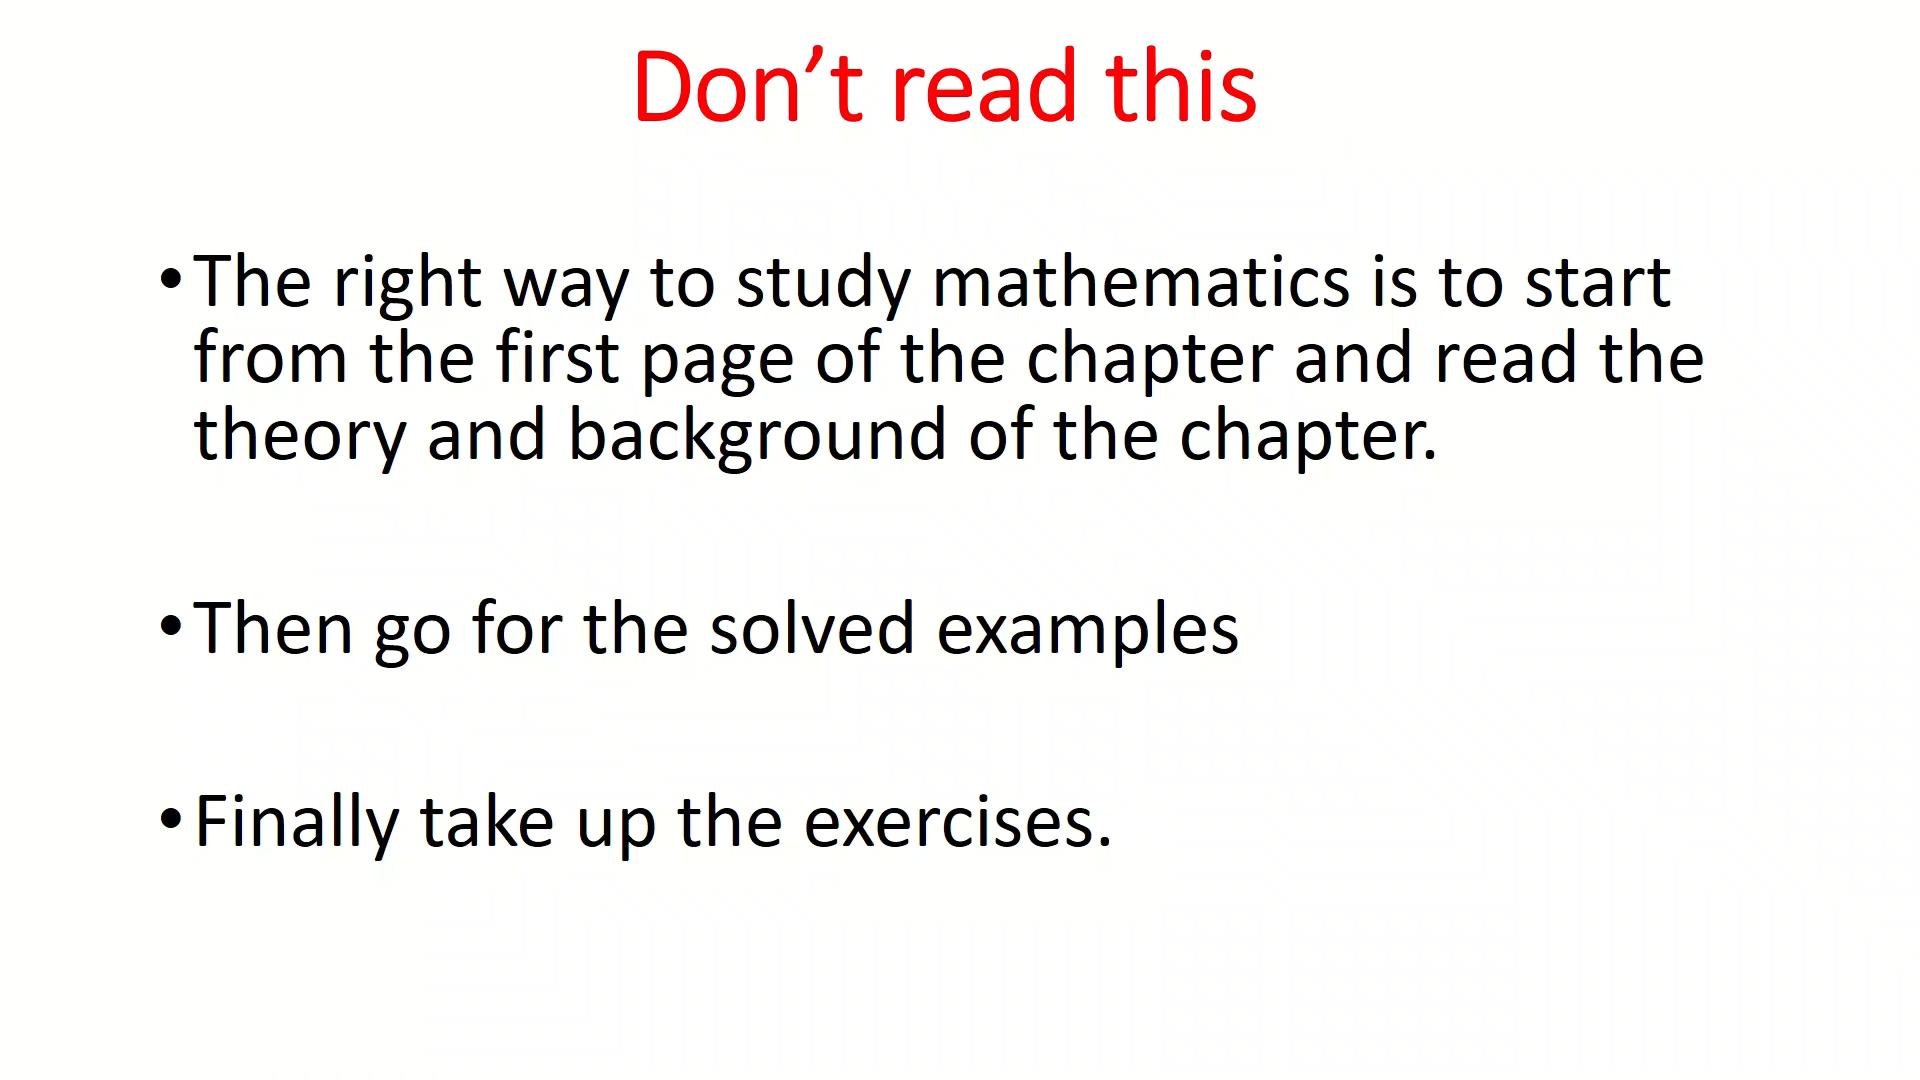 Don’t read this
•The right way to study mathematics is to start
from the first page of the chapter and read the
theory and background of the chapter.
•Then go for the solved examples
•Finally take up the exercises.